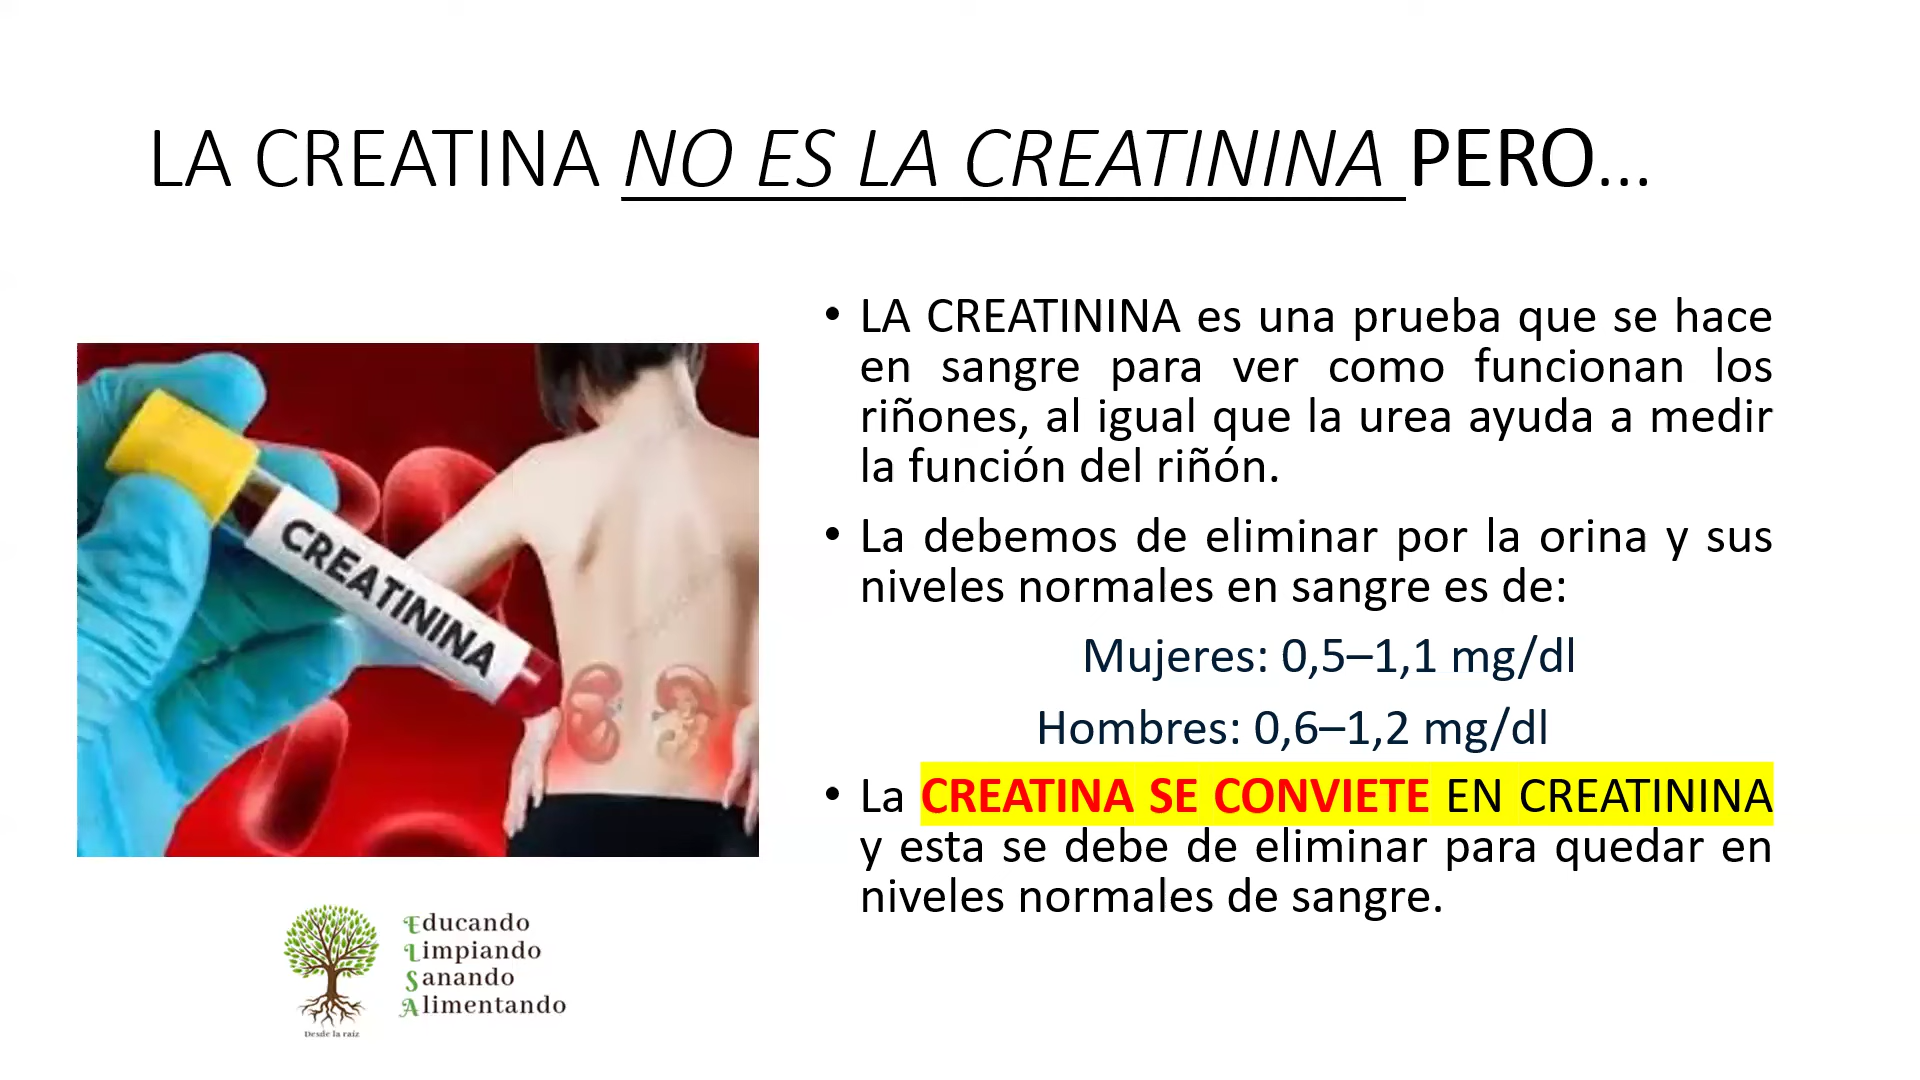 LA CREATINA NO ES LA CREATININA PERO...
• LA CREATININA es una prueba que se hace
en sangre para ver como funcionan los
riñones, al igual que la urea ayuda a medir
la función del riñón.
• La debemos de eliminar por la orina y sus
niveles normales en sangre es de:
Mujeres: 0,5–1,1 mg/dl
Hombres: 0,6–1,2 mg/dl
• La CREATINA SE CONVIETE EN CREATININA
y esta se debe de eliminar para quedar en
niveles normales de sangre.
CREATININA
Educando
Limpiando
Sanando
Alimentando
Desde la raíz